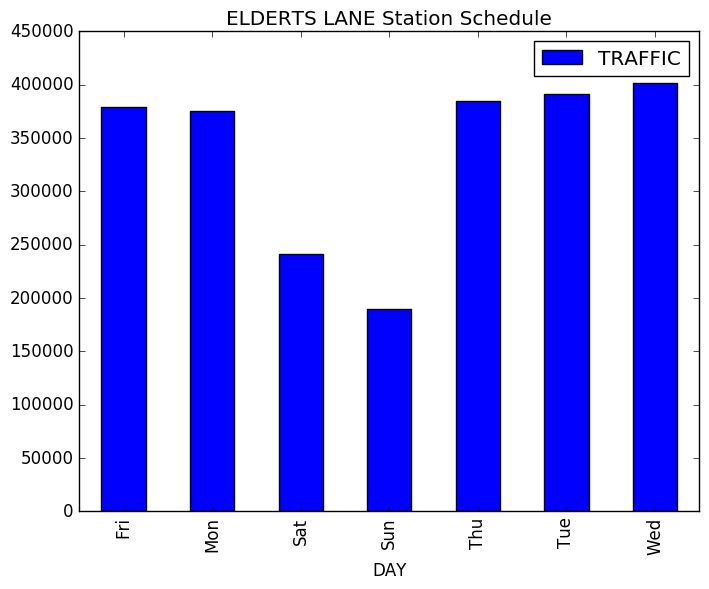 ELDERTS LANE Station Schedule
TRAFFIC
450000
400000
350000
300000
250000
200000
150000
100000
50000
0
Fri
Mon
Sat
Sun
Thu
Tue
Wed
DAY